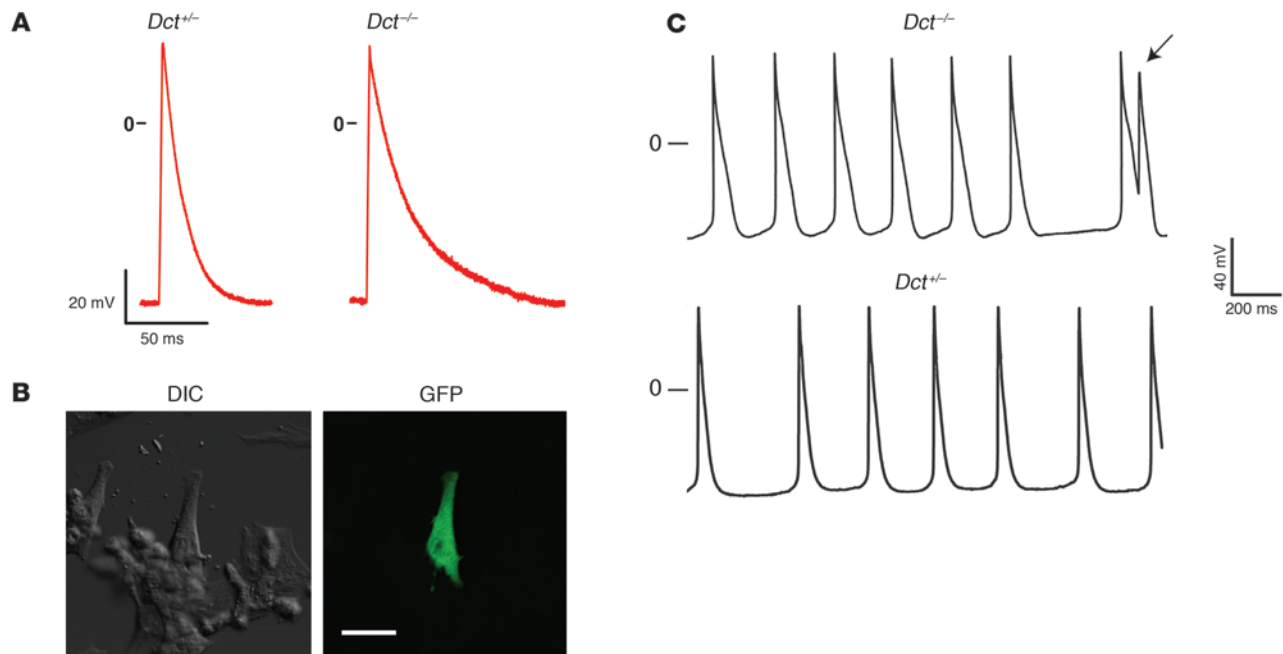 A
Dct+/–
Dct–/–
0–
0–
20 mV
50 ms
B
DIC
GFP
C
Dct–/–
0 —
Dct+/–
0 —
40 mV
200 ms